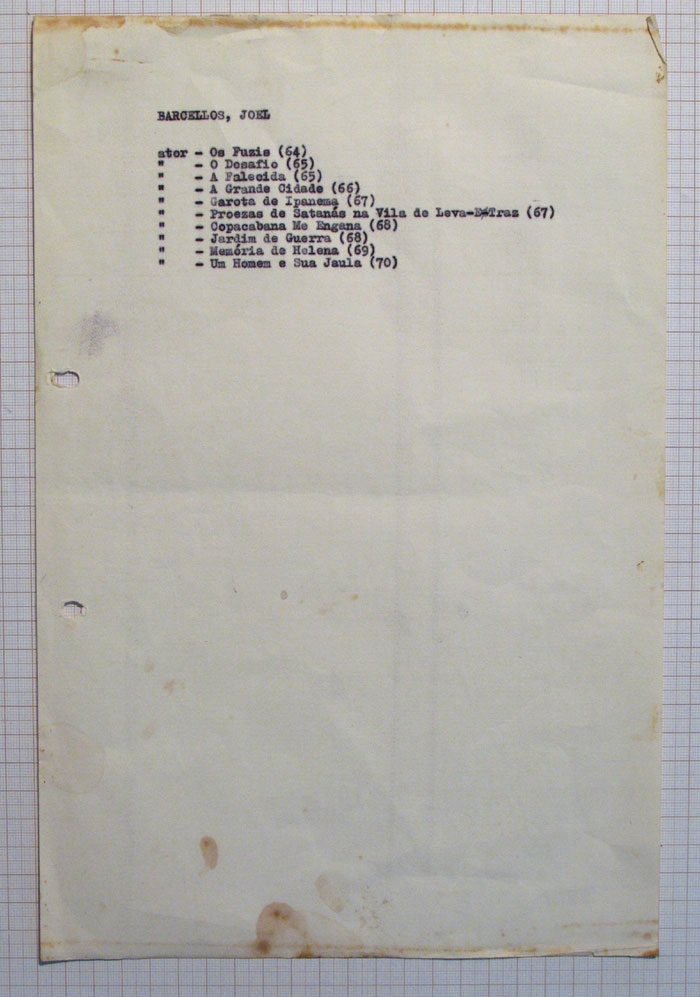 BARCELLOS, JOEL
ator - Os Fuzis (64)
" - O Desafio (65)
" - A Falecida (65)
" - A Grande Cidade (66)
" - Garota de Ipanema (67)
" - Proezas de Satanás na Vila de Leva-E-Traz (67)
" - Copacabana Me Engana (68)
" - Jardim de Guerra (68)
" - Memória de Helena (69)
" - Um Homem e Sua Jaula (70)